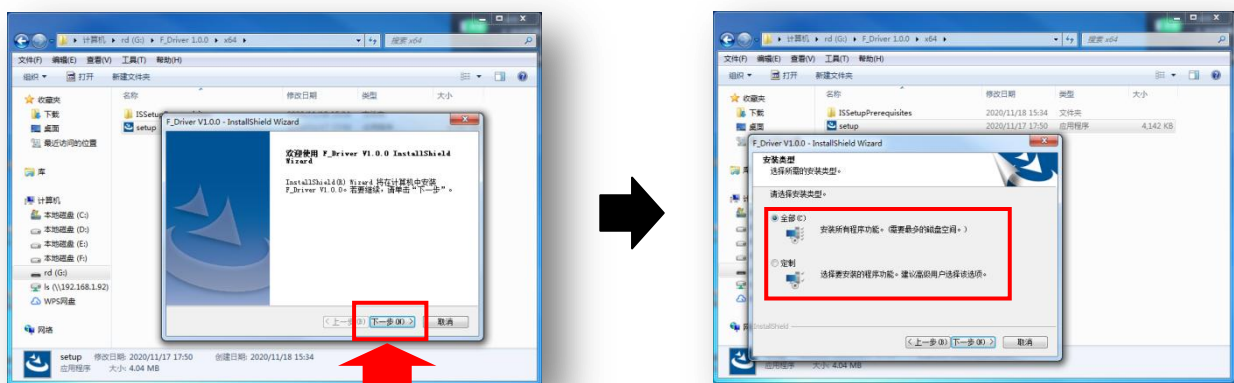 计算机 ▸ rd (G:) ▸ F_Driver 1.0.0 ▸ x64 ▸
搜索 x64
文件(F) 编辑(E) 查看(V) 工具(T) 帮助(H)
组织 打开 新建文件夹
名称 修改日期 类型 大小
收藏夹
下载
桌面
最近访问的位置
库
计算机
本地磁盘 (C:)
本地磁盘 (D:)
本地磁盘 (E:)
本地磁盘 (F:)
rd (G:)
ls (\\192.168.1.92)
WPS网盘
网络
setup
F_Driver V1.0.0 - InstallShield Wizard
欢迎使用 F_Driver V1.0.0 InstallShield
Wizard
InstallShield(R) Wizard 将在计算机中安装
F_Driver V1.0.0。若要继续，请单击“下一步”。
下一步(N) > 取消
setup 修改日期: 2020/11/17 17:50 创建日期: 2020/11/18 15:34
应用程序 大小: 4.04 MB
计算机 ▸ rd (G:) ▸ F_Driver 1.0.0 ▸ x64 ▸
搜索 x64
文件(F) 编辑(E) 查看(V) 工具(T) 帮助(H)
组织 打开 新建文件夹
名称 修改日期 类型 大小
收藏夹
下载
桌面
ISSetupPrerequisites 2020/11/18 15:34 文件夹
setup 2020/11/17 17:50 应用程序 4,142 KB
F_Driver V1.0.0 - InstallShield Wizard
安装类型
选择所需的安装类型。
请选择安装类型。
全部(C)
安装所有程序功能。(需要最多的磁盘空间。)
定制
选择要安装的程序功能。建议高级用户选择该选项。
InstallShield
< 上一步(B) 下一步(N) > 取消
应用程序 大小: 4.04 MB